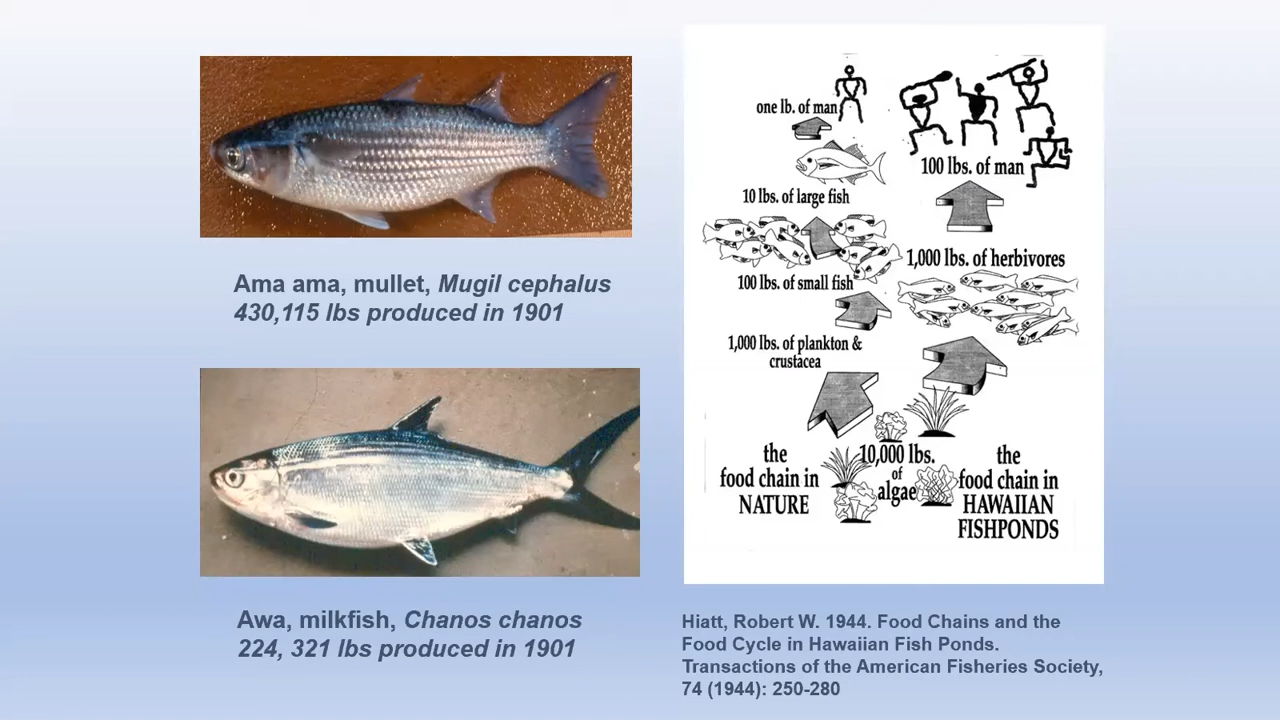 Ama ama, mullet, Mugil cephalus
430,115 lbs produced in 1901
Awa, milkfish, Chanos chanos
224, 321 lbs produced in 1901
one lb. of man
10 lbs. of large fish
100 lbs. of small fish
1,000 lbs. of plankton &
crustacea
the
food chain in
NATURE
100 lbs. of man
1,000 lbs. of herbivores
10,000 lbs.
of
algae
the
food chain in
HAWAIIAN
FISHPONDS
Hiatt, Robert W. 1944. Food Chains and the
Food Cycle in Hawaiian Fish Ponds.
Transactions of the American Fisheries Society,
74 (1944): 250-280